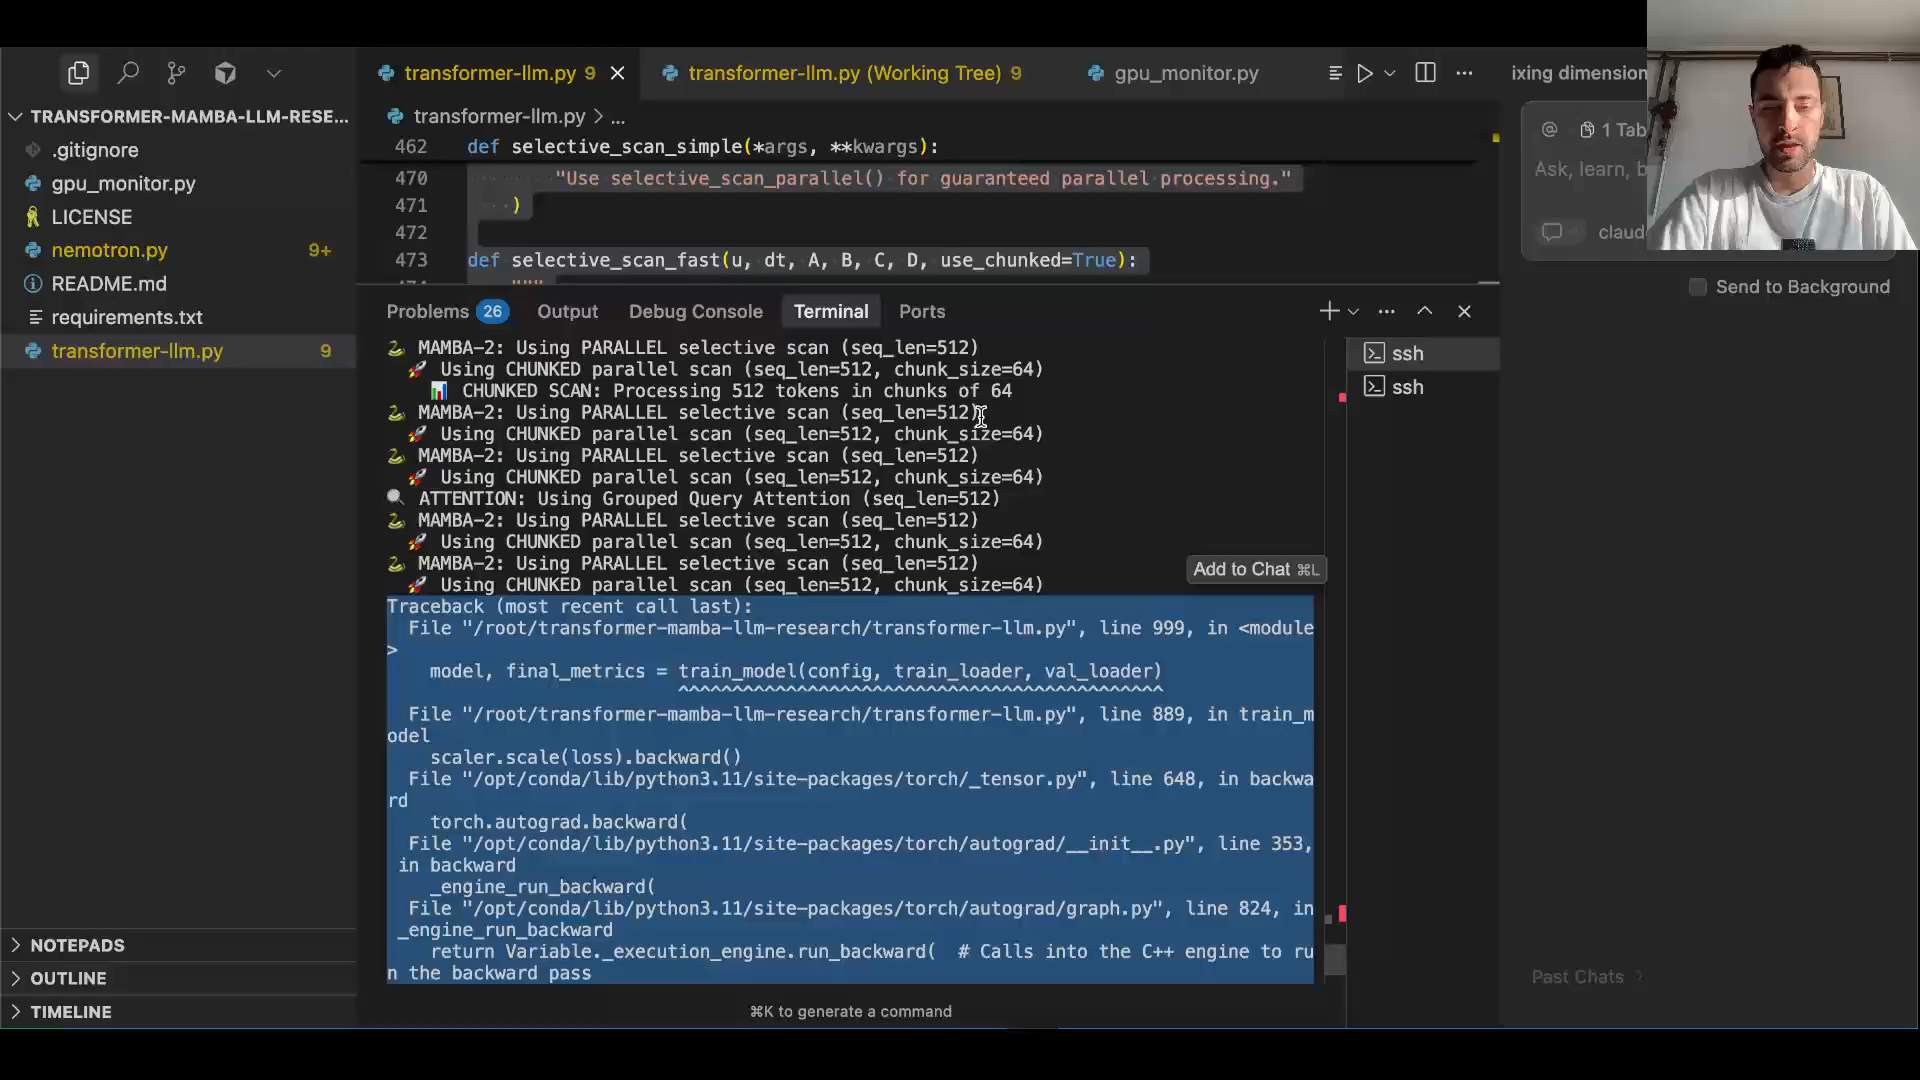 transformer-llm.py 9
transformer-llm.py (Working Tree) 9
gpu_monitor.py
ixing dimension
TRANSFORMER-MAMBA-LLM-RESE...
.gitignore
gpu_monitor.py
LICENSE
nemotron.py 9+
README.md
requirements.txt
transformer-llm.py 9
NOTEPADS
OUTLINE
TIMELINE
transformer-llm.py > ...
462 def selective_scan_simple(*args, **kwargs):
470 "Use selective_scan_parallel() for guaranteed parallel processing."
471 )
472
473 def selective_scan_fast(u, dt, A, B, C, D, use_chunked=True):
"""
Problems 26 Output Debug Console Terminal Ports
MAMBA-2: Using PARALLEL selective scan (seq_len=512)
Using CHUNKED parallel scan (seq_len=512, chunk_size=64)
CHUNKED SCAN: Processing 512 tokens in chunks of 64
MAMBA-2: Using PARALLEL selective scan (seq_len=512)
Using CHUNKED parallel scan (seq_len=512, chunk_size=64)
MAMBA-2: Using PARALLEL selective scan (seq_len=512)
Using CHUNKED parallel scan (seq_len=512, chunk_size=64)
ATTENTION: Using Grouped Query Attention (seq_len=512)
MAMBA-2: Using PARALLEL selective scan (seq_len=512)
Using CHUNKED parallel scan (seq_len=512, chunk_size=64)
MAMBA-2: Using PARALLEL selective scan (seq_len=512)
Using CHUNKED parallel scan (seq_len=512, chunk_size=64)
Add to Chat ⌘L
Traceback (most recent call last):
File "/root/transformer-mamba-llm-research/transformer-llm.py", line 999, in <module
>
model, final_metrics = train_model(config, train_loader, val_loader)
^^^^^^^^^^^^^^^^^^^^^^^^^^^^^^^^^^^^^^^^^^^^^
File "/root/transformer-mamba-llm-research/transformer-llm.py", line 889, in train_m
odel
scaler.scale(loss).backward()
File "/opt/conda/lib/python3.11/site-packages/torch/_tensor.py", line 648, in backwa
rd
torch.autograd.backward(
File "/opt/conda/lib/python3.11/site-packages/torch/autograd/__init__.py", line 353,
in backward
_engine_run_backward(
File "/opt/conda/lib/python3.11/site-packages/torch/autograd/graph.py", line 824, in
_engine_run_backward
return Variable._execution_engine.run_backward( # Calls into the C++ engine to ru
n the backward pass
⌘K to generate a command
ssh
ssh
@ 1 Tab
Ask, learn, b
claud
Send to Background
Past Chats >